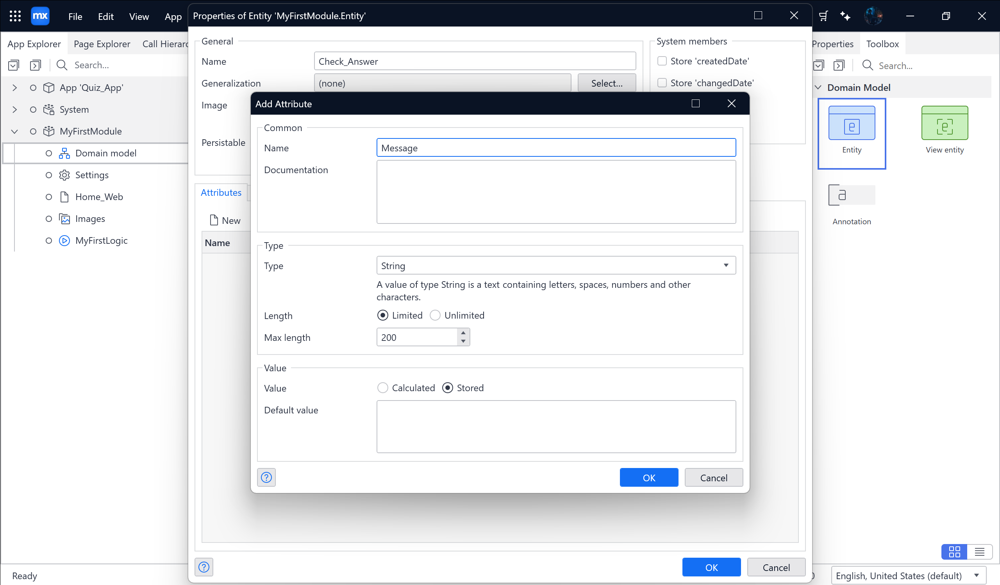 mx File Edit View App
Properties of Entity 'MyFirstModule.Entity'
App Explorer Page Explorer
Search...
App 'Quiz_App'
System
MyFirstModule
Domain model
Settings
Home_Web
Images
MyFirstLogic
General
Name Check_Answer
Generalization (none) Select...
Image
Persistable
System members
Store 'createdDate'
Store 'changedDate'
Attributes
New
Name
Add Attribute
Common
Name Message
Documentation
Type
Type String
A value of type String is a text containing letters, spaces, numbers and other
characters.
Length Limited Unlimited
Max length 200
Value
Value Calculated Stored
Default value
? OK Cancel
? OK Cancel
Properties Toolbox
Search...
Domain Model
e e
Entity View entity
a
Annotation
Ready
English, United States (default)